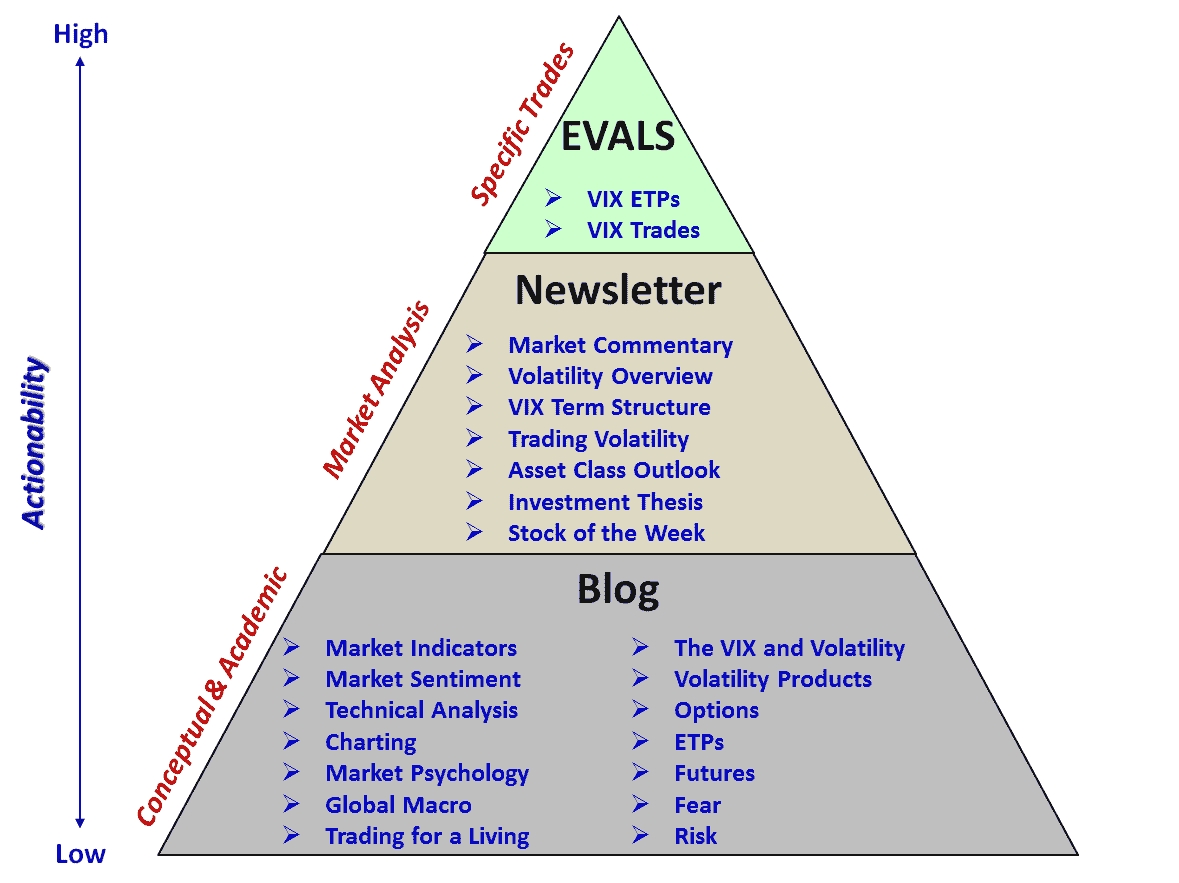 High
Specific Trades
EVALS
➢ VIX ETPs
➢ VIX Trades
Newsletter
Market Analysis
➢ Market Commentary
➢ Volatility Overview
➢ VIX Term Structure
➢ Trading Volatility
➢ Asset Class Outlook
➢ Investment Thesis
➢ Stock of the Week
Actionability
Blog
Conceptual & Academic
➢ Market Indicators
➢ Market Sentiment
➢ Technical Analysis
➢ Charting
➢ Market Psychology
➢ Global Macro
➢ Trading for a Living
➢ The VIX and Volatility
➢ Volatility Products
➢ Options
➢ ETPs
➢ Futures
➢ Fear
➢ Risk
Low